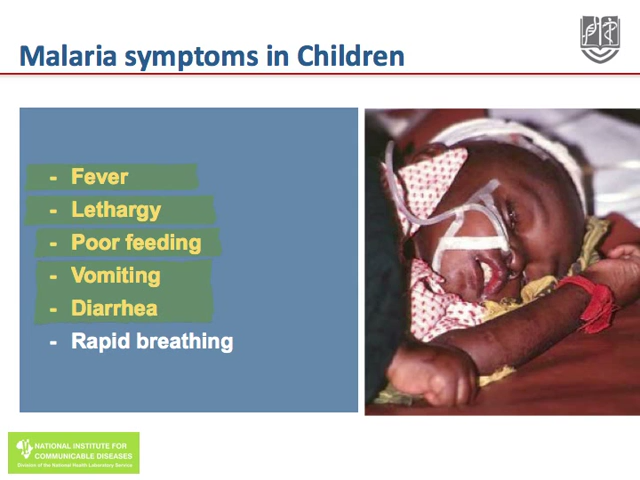 Malaria symptoms in Children
- Fever
- Lethargy
- Poor feeding
- Vomiting
- Diarrhea
- Rapid breathing
NATIONAL INSTITUTE FOR
COMMUNICABLE DISEASES
Division of the National Health Laboratory Service